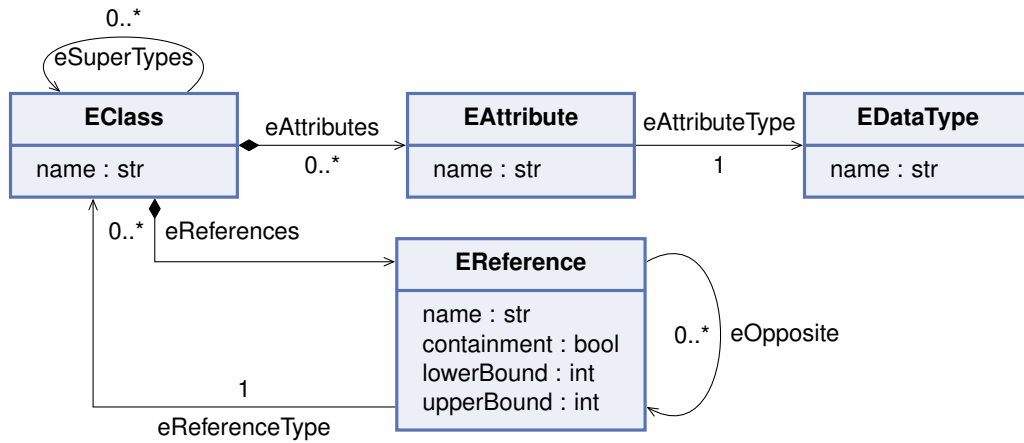 0..*
eSuperTypes
EClass
name : str
eAttributes
0..*
EAttribute
name : str
eAttributeType
1
EDataType
name : str
0..*
eReferences
EReference
name : str
containment : bool
lowerBound : int
upperBound : int
0..*
eOpposite
1
eReferenceType